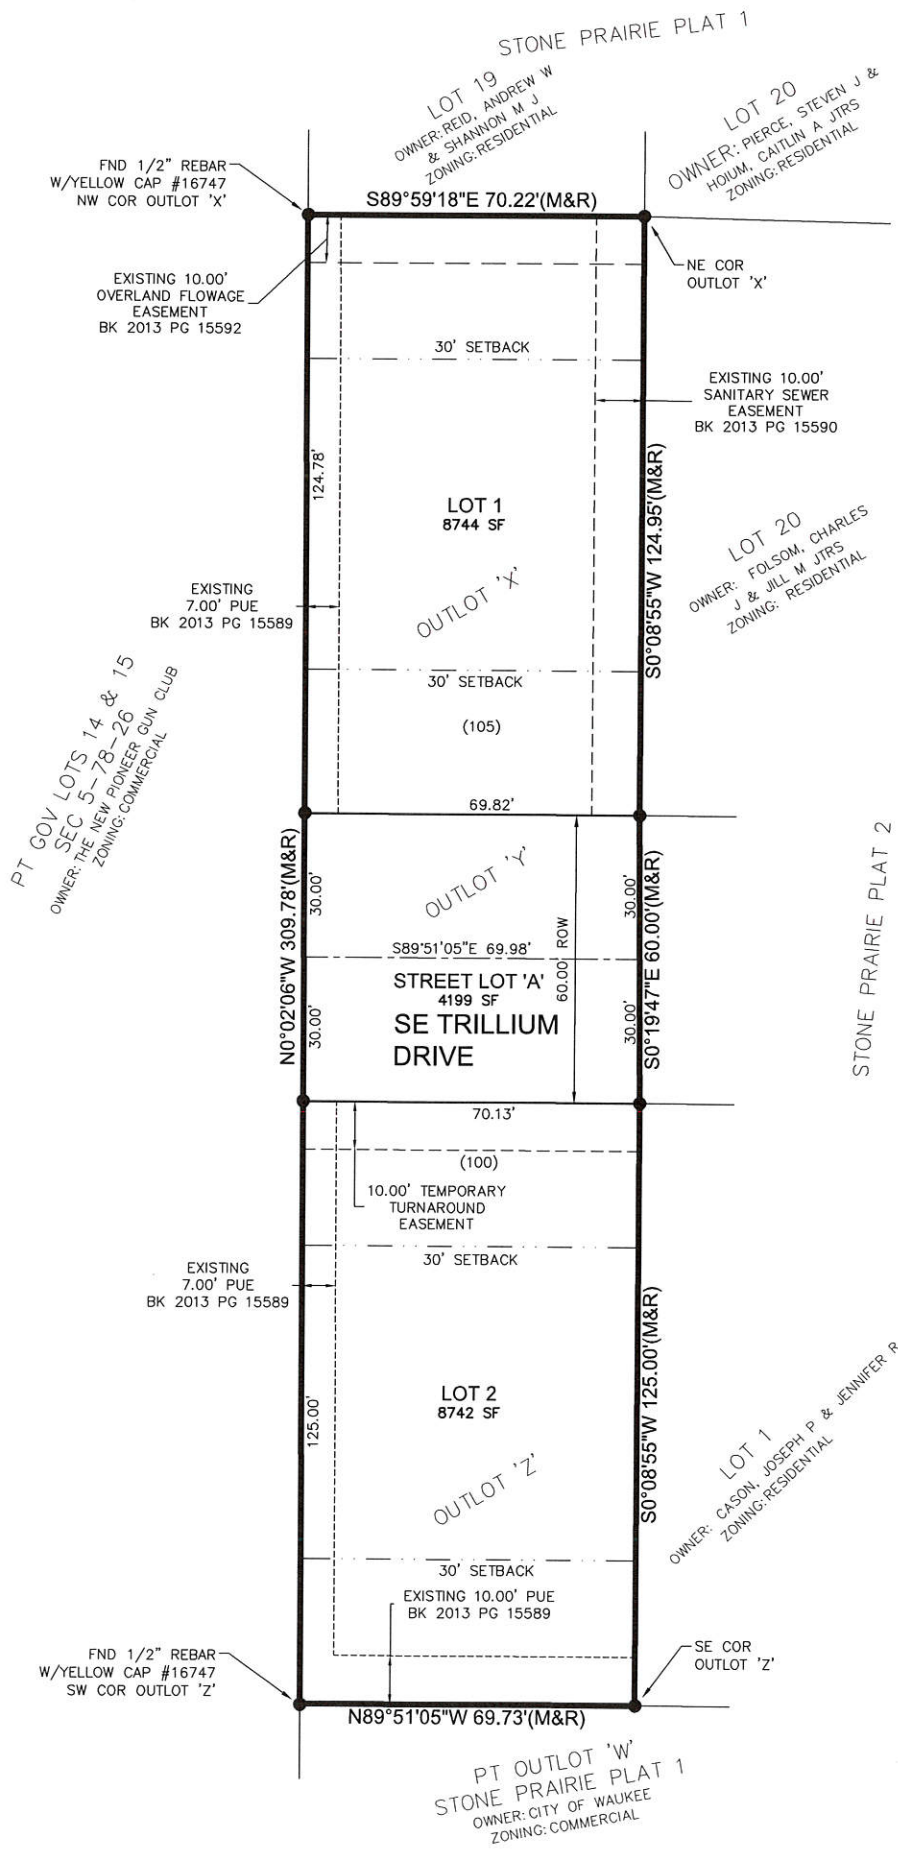 STONE PRAIRIE PLAT 1
LOT 19
OWNER: REID, ANDREW W
& SHANNON M J
ZONING: RESIDENTIAL
LOT 20
OWNER: PIERCE, STEVEN J &
HOIUM, CAITLIN A JTRS
ZONING: RESIDENTIAL
FND 1/2" REBAR
W/YELLOW CAP #16747
NW COR OUTLOT 'X'
S89°59'18"E 70.22'(M&R)
NE COR
OUTLOT 'X'
EXISTING 10.00'
OVERLAND FLOWAGE
EASEMENT
BK 2013 PG 15592
30' SETBACK
EXISTING 10.00'
SANITARY SEWER
EASEMENT
BK 2013 PG 15590
124.78'
LOT 1
8744 SF
S0°08'55"W 124.95'(M&R)
LOT 20
OWNER: FOLSOM, CHARLES
J & JILL M JTRS
ZONING: RESIDENTIAL
OUTLOT 'X'
EXISTING
7.00' PUE
BK 2013 PG 15589
30' SETBACK
(105)
PT GOV LOTS 14 & 15
SEC 5-78-26
OWNER: THE NEW PIONEER GUN CLUB
ZONING: COMMERCIAL
69.82'
N0°02'06"W 309.78'(M&R)
30.00'
OUTLOT 'Y'
30.00'
S0°19'47"E 60.00'(M&R)
60.00' ROW
S89°51'05"E 69.98'
STREET LOT 'A'
4199 SF
SE TRILLIUM
DRIVE
30.00'
30.00'
STONE PRAIRIE PLAT 2
70.13'
(100)
10.00' TEMPORARY
TURNAROUND
EASEMENT
30' SETBACK
EXISTING
7.00' PUE
BK 2013 PG 15589
125.00'
LOT 2
8742 SF
S0°08'55"W 125.00'(M&R)
OUTLOT 'Z'
LOT 1
OWNER: CASON, JOSEPH P & JENNIFER R
ZONING: RESIDENTIAL
30' SETBACK
EXISTING 10.00' PUE
BK 2013 PG 15589
FND 1/2" REBAR
W/YELLOW CAP #16747
SW COR OUTLOT 'Z'
SE COR
OUTLOT 'Z'
N89°51'05"W 69.73'(M&R)
PT OUTLOT 'W'
STONE PRAIRIE PLAT 1
OWNER: CITY OF WAUKEE
ZONING: COMMERCIAL